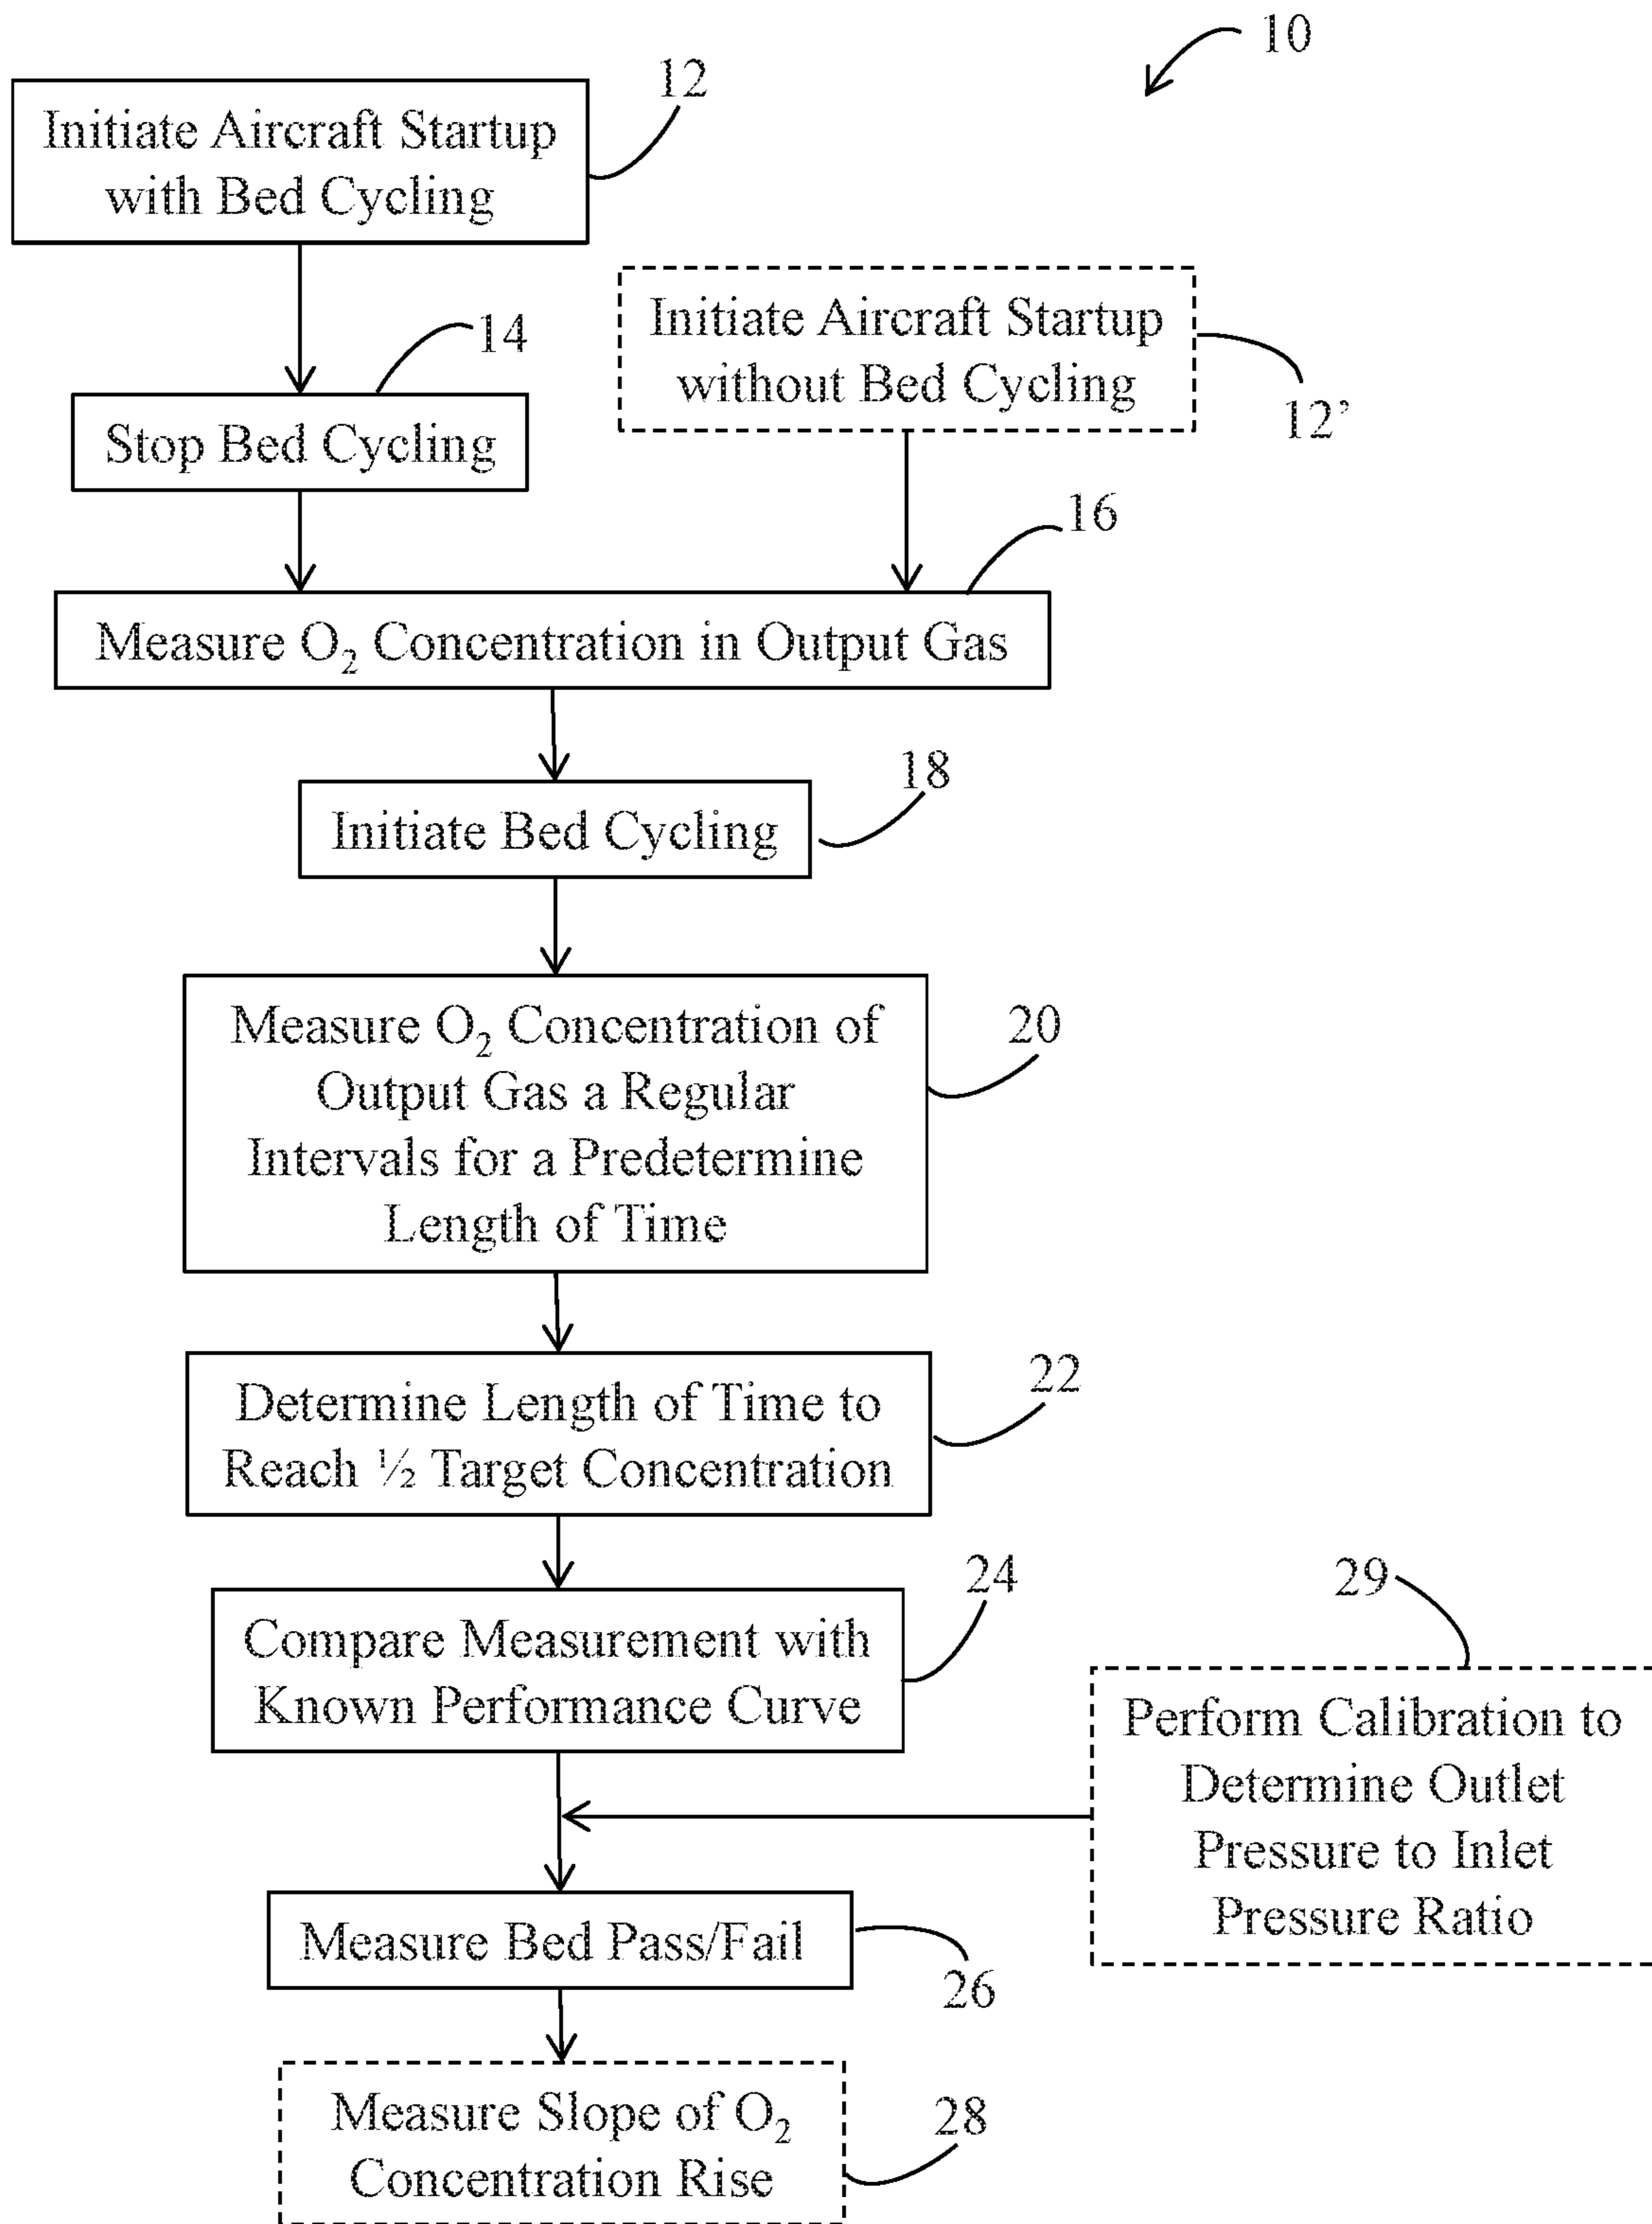 10
12
Initiate Aircraft Startup
with Bed Cycling
Initiate Aircraft Startup
without Bed Cycling
12’
14
Stop Bed Cycling
16
Measure O₂ Concentration in Output Gas
18
Initiate Bed Cycling
Measure O₂ Concentration of
Output Gas a Regular
Intervals for a Predetermine
Length of Time
20
Determine Length of Time to
Reach ½ Target Concentration
22
24
Compare Measurement with
Known Performance Curve
29
Perform Calibration to
Determine Outlet
Pressure to Inlet
Pressure Ratio
Measure Bed Pass/Fail
26
Measure Slope of O₂
Concentration Rise
28